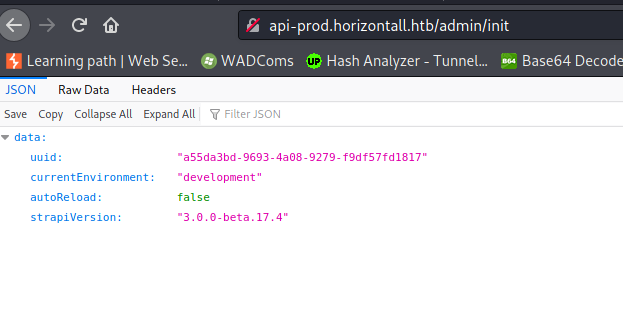 api-prod.horizontall.htb/admin/init
Learning path | Web Se... WADComs UP Hash Analyzer - Tunnel... B64 Base64 Decode
JSON Raw Data Headers
Save Copy Collapse All Expand All Filter JSON
data:
uuid: "a55da3bd-9693-4a08-9279-f9df57fd1817"
currentEnvironment: "development"
autoReload: false
strapiVersion: "3.0.0-beta.17.4"